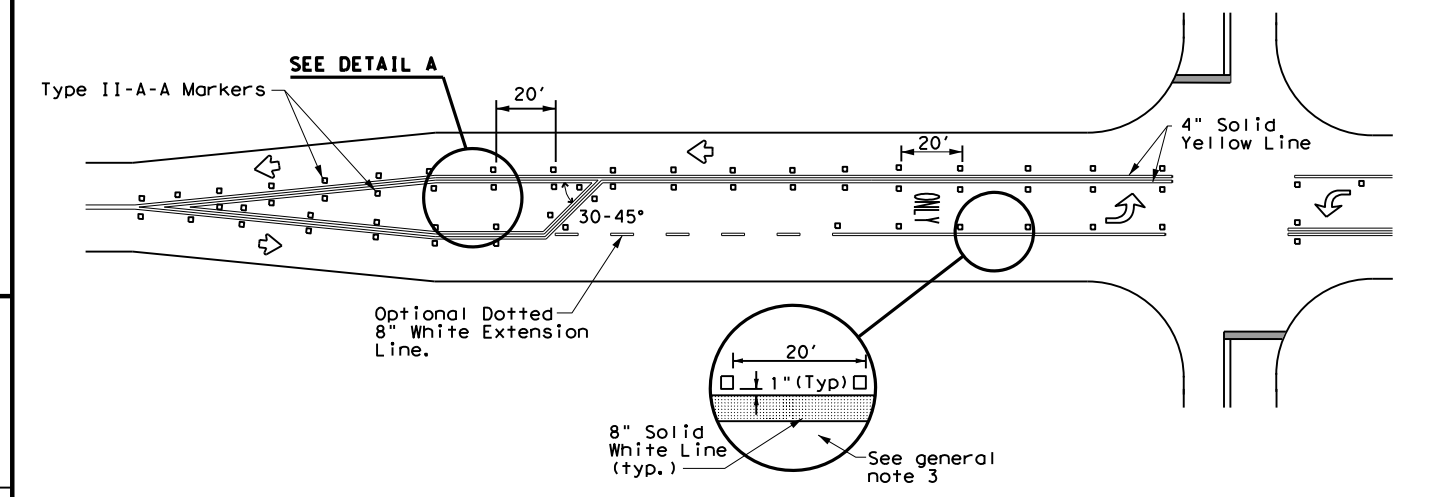 SEE DETAIL A
Type II-A-A Markers
20'
20'
4" Solid
Yellow Line
ONLY
30-45°
Optional Dotted
8" White Extension
Line.
20'
1"(Typ)
8" Solid
White Line
(typ.)
See general
note 3